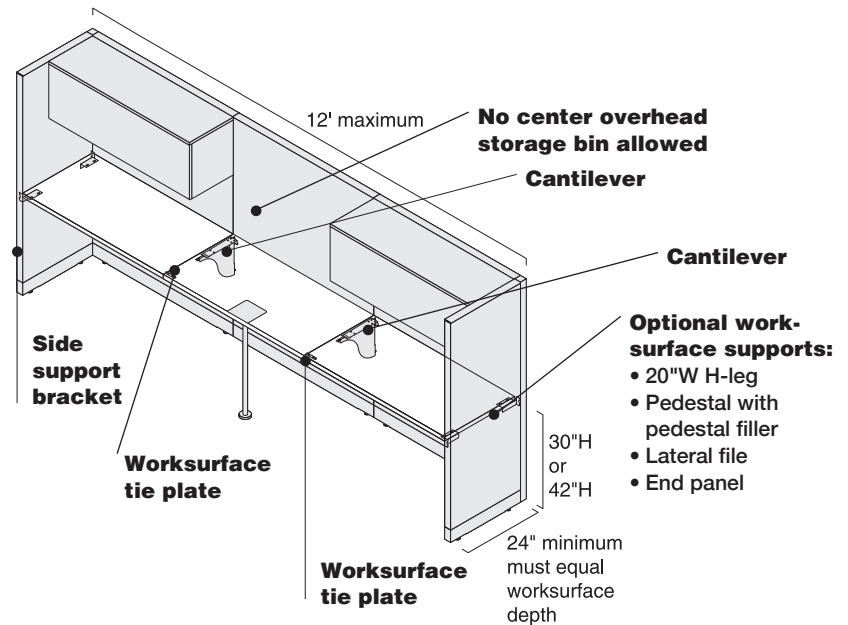 12' maximum
No center overhead
storage bin allowed
Cantilever
Cantilever
Optional work-
surface supports:
• 20"W H-leg
• Pedestal with
pedestal filler
• Lateral file
• End panel
Side
support
bracket
30"H
or
42"H
Worksurface
tie plate
24" minimum
must equal
worksurface
depth
Worksurface
tie plate